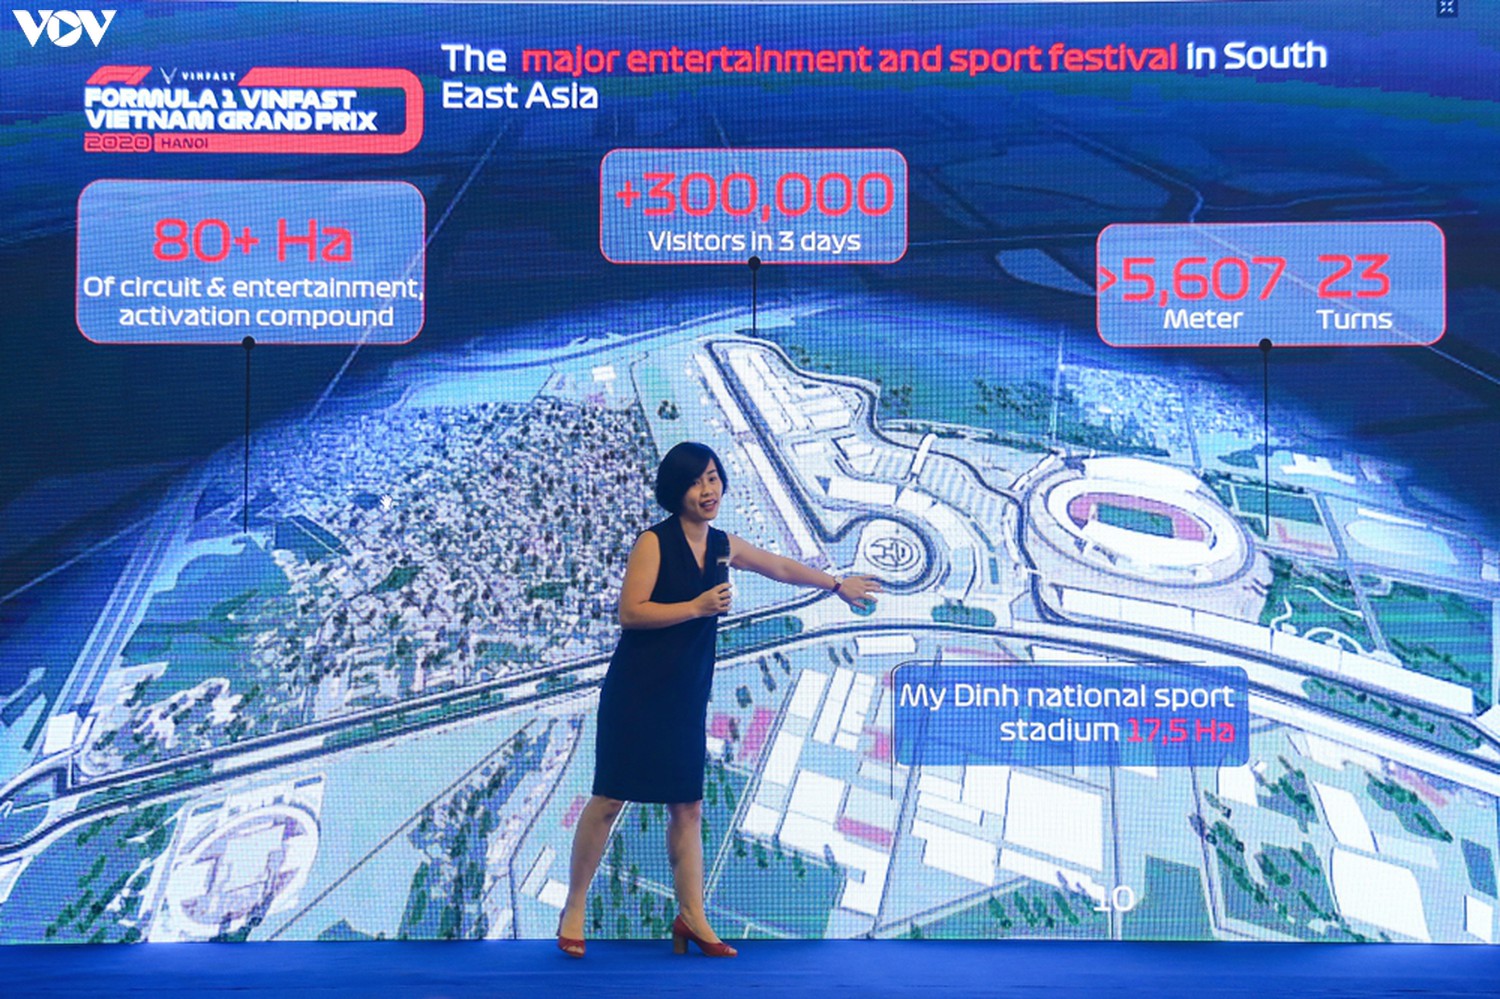 VOV
The major entertainment and sport festival in South
East Asia
VINFAST
FORMULA 1 VINFAST
VIETNAM GRAND PRIX
2020 HANOI
80+ Ha
Of circuit & entertainment,
activation compound
+300,000
Visitors in 3 days
>5,607 23
Meter Turns
My Dinh national sport
stadium 17,5 Ha
10